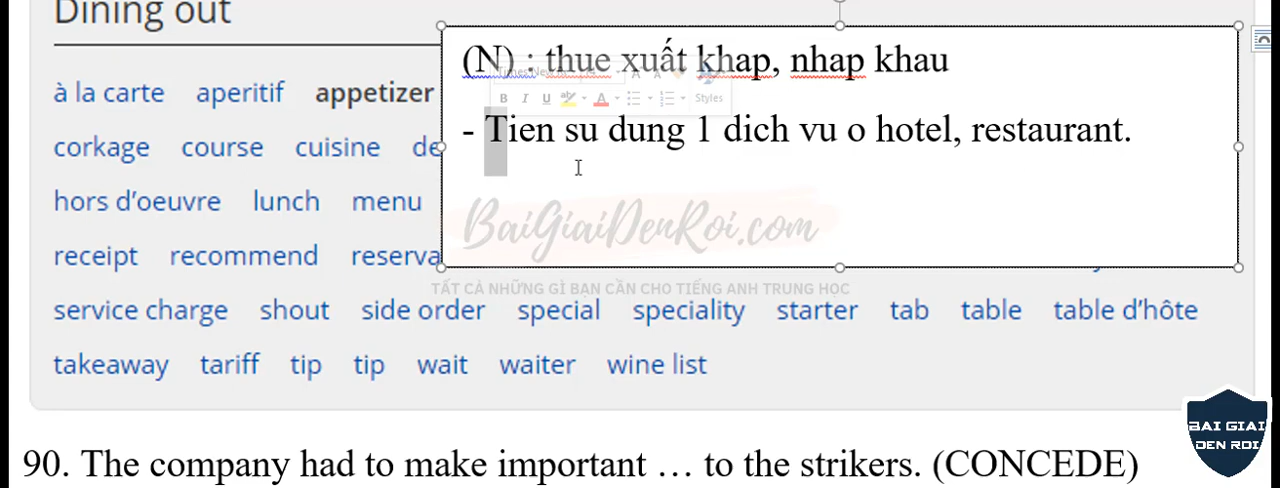 Dining out
(N) : thue xuất khap, nhap khau
à la carte aperitif appetizer
B I U A Styles
- Tien su dung 1 dich vu o hotel, restaurant.
corkage course cuisine de
hors d'oeuvre lunch menu
BaiGiaiDenRoi.com
receipt recommend reserva
TẤT CẢ NHỮNG GÌ BẠN CẦN CHO TIẾNG ANH TRUNG HỌC
service charge shout side order special speciality starter tab table table d'hôte
takeaway tariff tip tip wait waiter wine list
BAI GIAI
DEN ROI
90. The company had to make important … to the strikers. (CONCEDE)